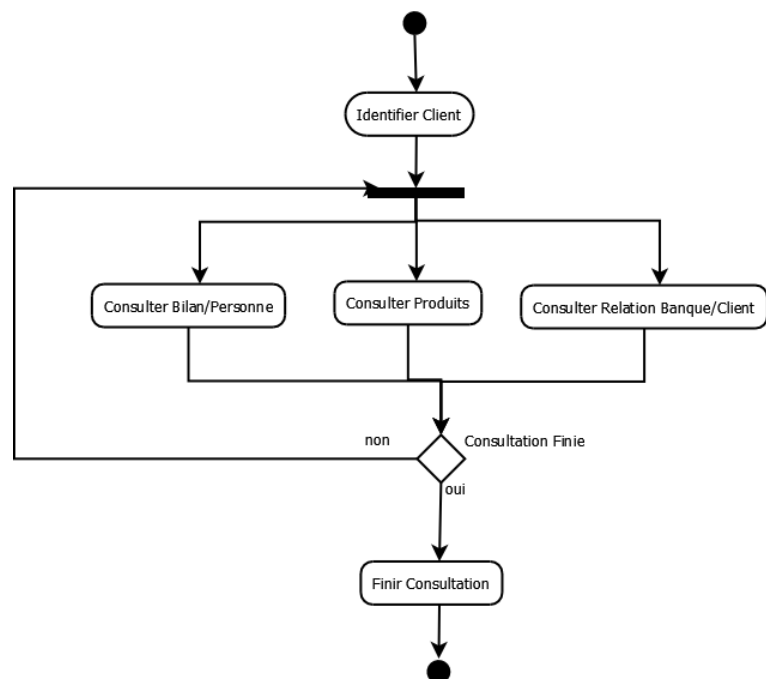 Identifier Client
Consulter Bilan/Personne
Consulter Produits
Consulter Relation Banque/Client
non
Consultation Finie
oui
Finir Consultation